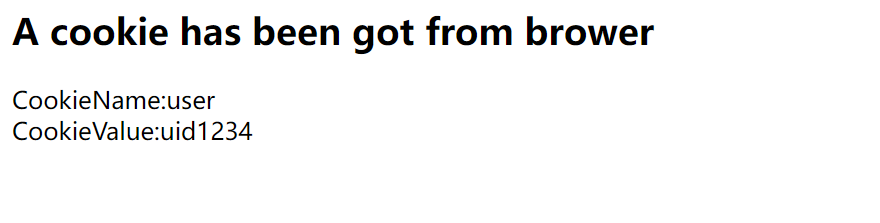 A cookie has been got from brower
CookieName:user
CookieValue:uid1234